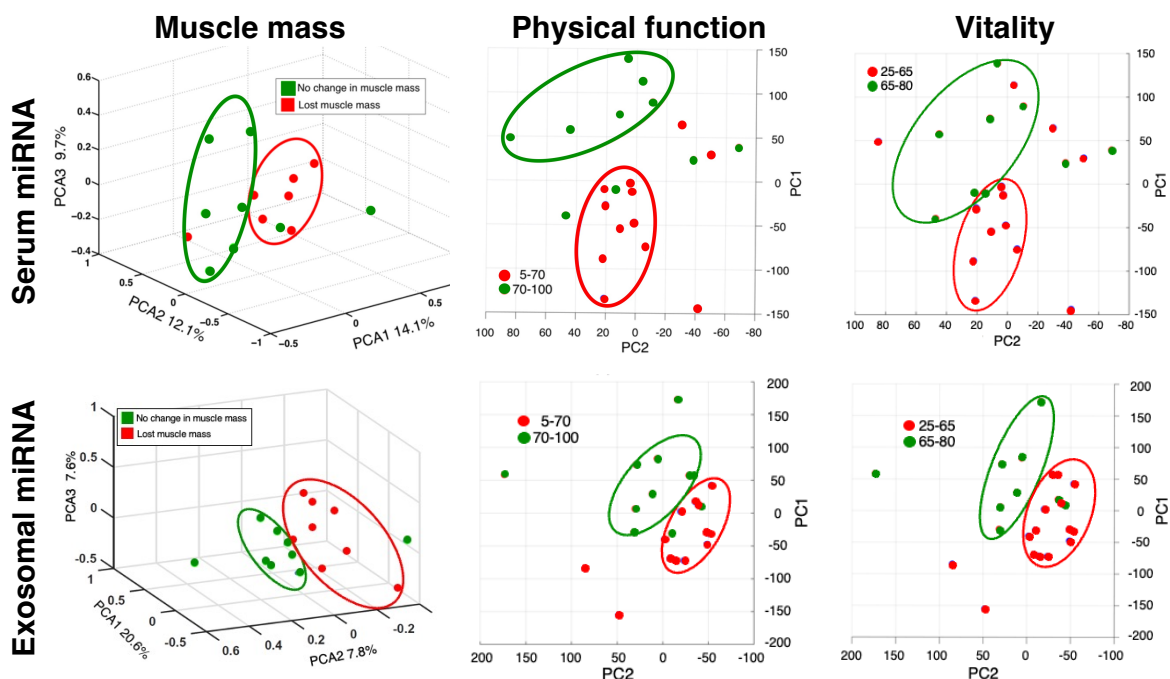 Muscle mass
Physical function
Vitality
Serum miRNA
0.6
0.4
0.2
0
−0.2
−0.4
PCA3 9.7%
No change in muscle mass
Lost muscle mass
1
0.5
0
−0.5
−1
PCA2 12.1%
−0.5
0
0.5
PCA1 14.1%
5-70
70-100
150
100
50
0
-50
-100
-150
PC1
100 80 60 40 20 0 -20 -40 -60 -80
PC2
25-65
65-80
150
100
50
0
-50
-100
-150
PC1
100 80 60 40 20 0 -20 -40 -60 -80
PC2
Exosomal miRNA
1
0.5
0
-0.5
PCA3 7.6%
No change in muscle mass
Lost muscle mass
1
0.5
0
-0.5
PCA1 20.6%
0.6 0.4 0.2 0 -0.2
PCA2 7.8%
5-70
70-100
200
150
100
50
0
-50
-100
-150
-200
PC1
200 150 100 50 0 -50 -100
PC2
25-65
65-80
200
150
100
50
0
-50
-100
-150
-200
PC1
200 150 100 50 0 -50 -100
PC2